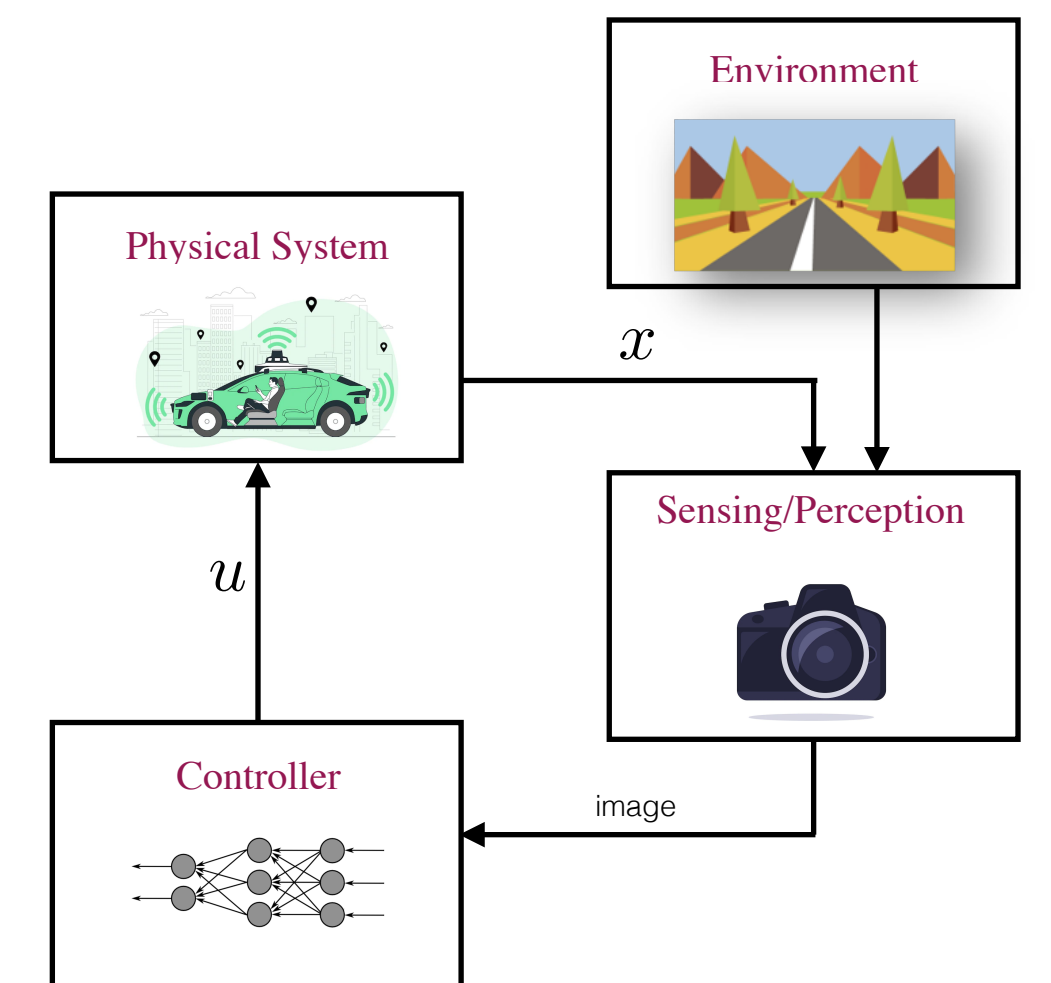 Environment
Physical System
x
Sensing/Perception
u
Controller
image